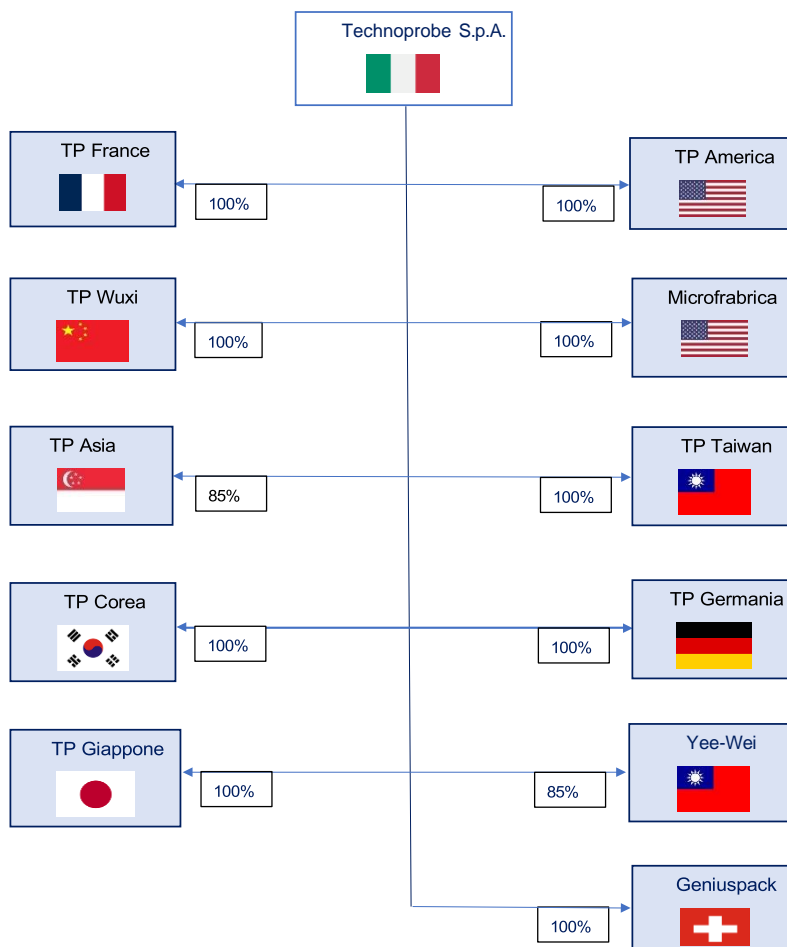 Technoprobe S.p.A.
TP France
TP America
100%
100%
TP Wuxi
Microfrabrica
100%
100%
TP Asia
TP Taiwan
85%
100%
TP Corea
TP Germania
100%
100%
TP Giappone
Yee-Wei
100%
85%
Geniuspack
100%